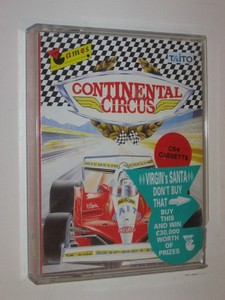 Games
TAITO
CONTINENTAL
CIRCUS
C64
CASSETTE
VIRGIN's SANTA
DON'T BUY
THAT
BUY
THIS
AND WIN
£30,000
WORTH
OF
PRIZES